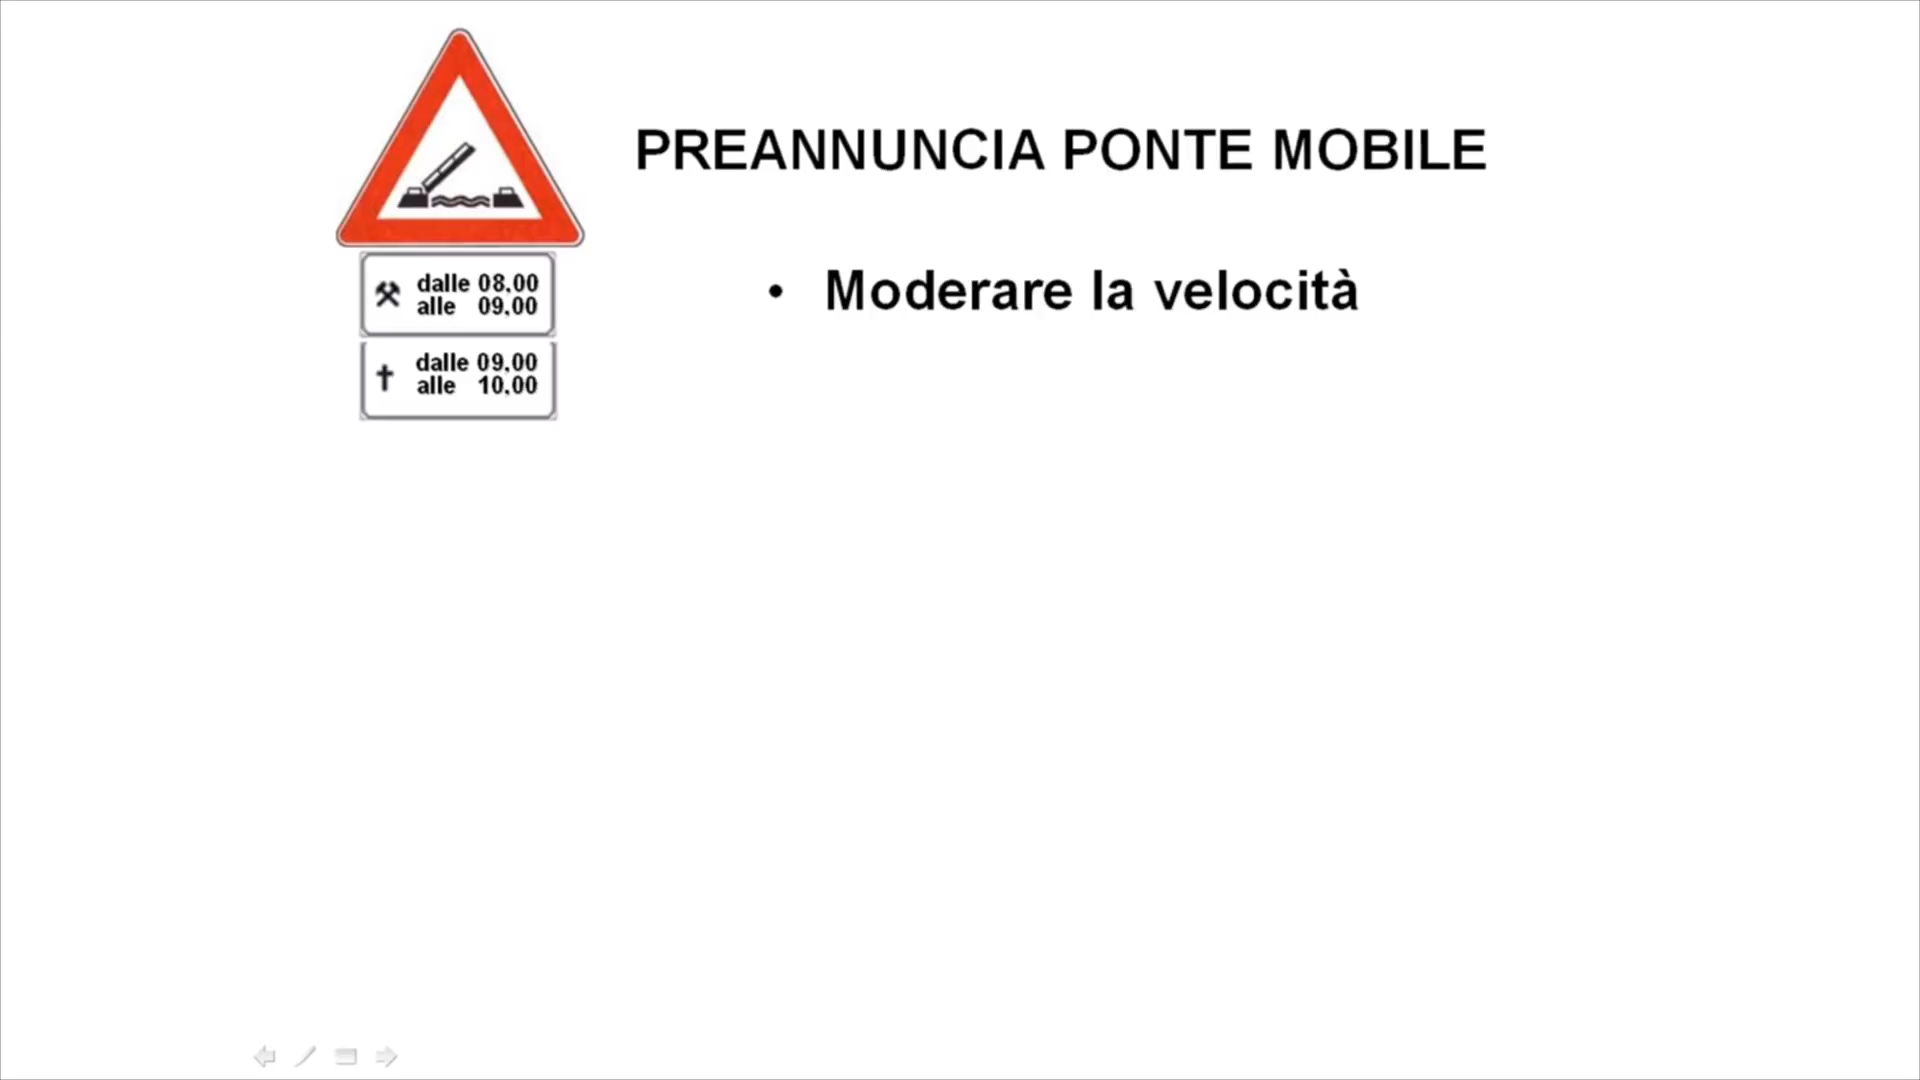 PREANNUNCIA PONTE MOBILE
• Moderare la velocità
dalle 08.00
alle 09.00
dalle 09.00
alle 10.00